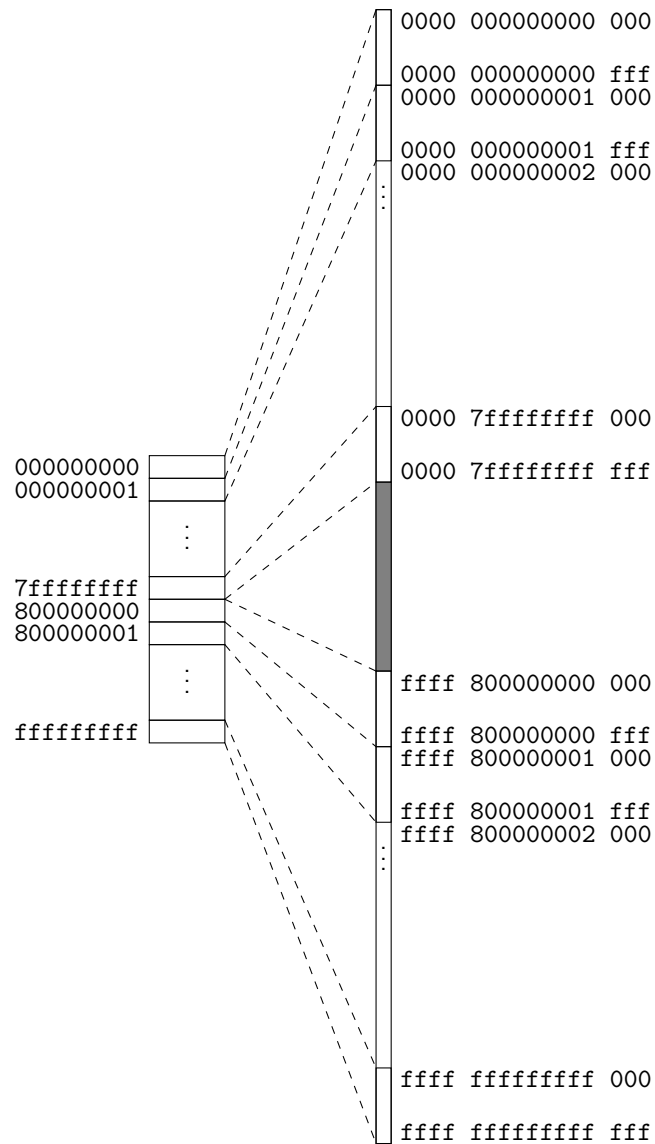 0000 000000000 000
0000 000000000 fff
0000 000000001 000
0000 000000001 fff
0000 000000002 000
⋮
0000 7ffffffff 000
0000 7ffffffff fff
000000000
000000001
⋮
7ffffffff
800000000
800000001
⋮
fffffffff
ffff 800000000 000
ffff 800000000 fff
ffff 800000001 000
ffff 800000001 fff
ffff 800000002 000
⋮
ffff fffffffff 000
ffff fffffffff fff